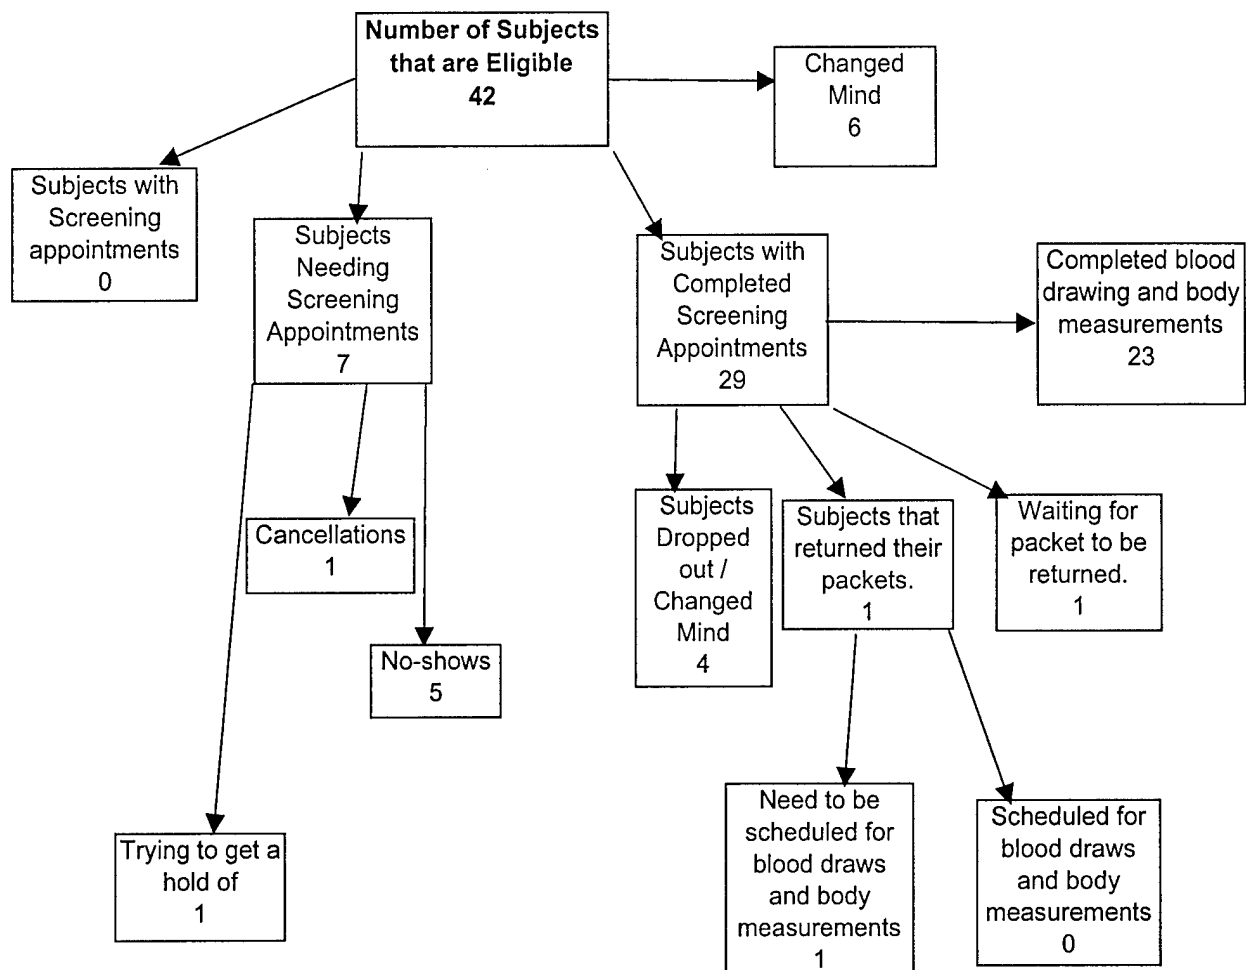 Number of Subjects
that are Eligible
42
Changed
Mind
6
Subjects with
Screening
appointments
0
Subjects
Needing
Screening
Appointments
7
Subjects with
Completed
Screening
Appointments
29
Completed blood
drawing and body
measurements
23
Cancellations
1
No-shows
5
Trying to get a
hold of
1
Subjects
Dropped
out /
Changed
Mind
4
Subjects that
returned their
packets.
1
Waiting for
packet to be
returned.
1
Need to be
scheduled for
blood draws
and body
measurements
1
Scheduled for
blood draws
and body
measurements
0